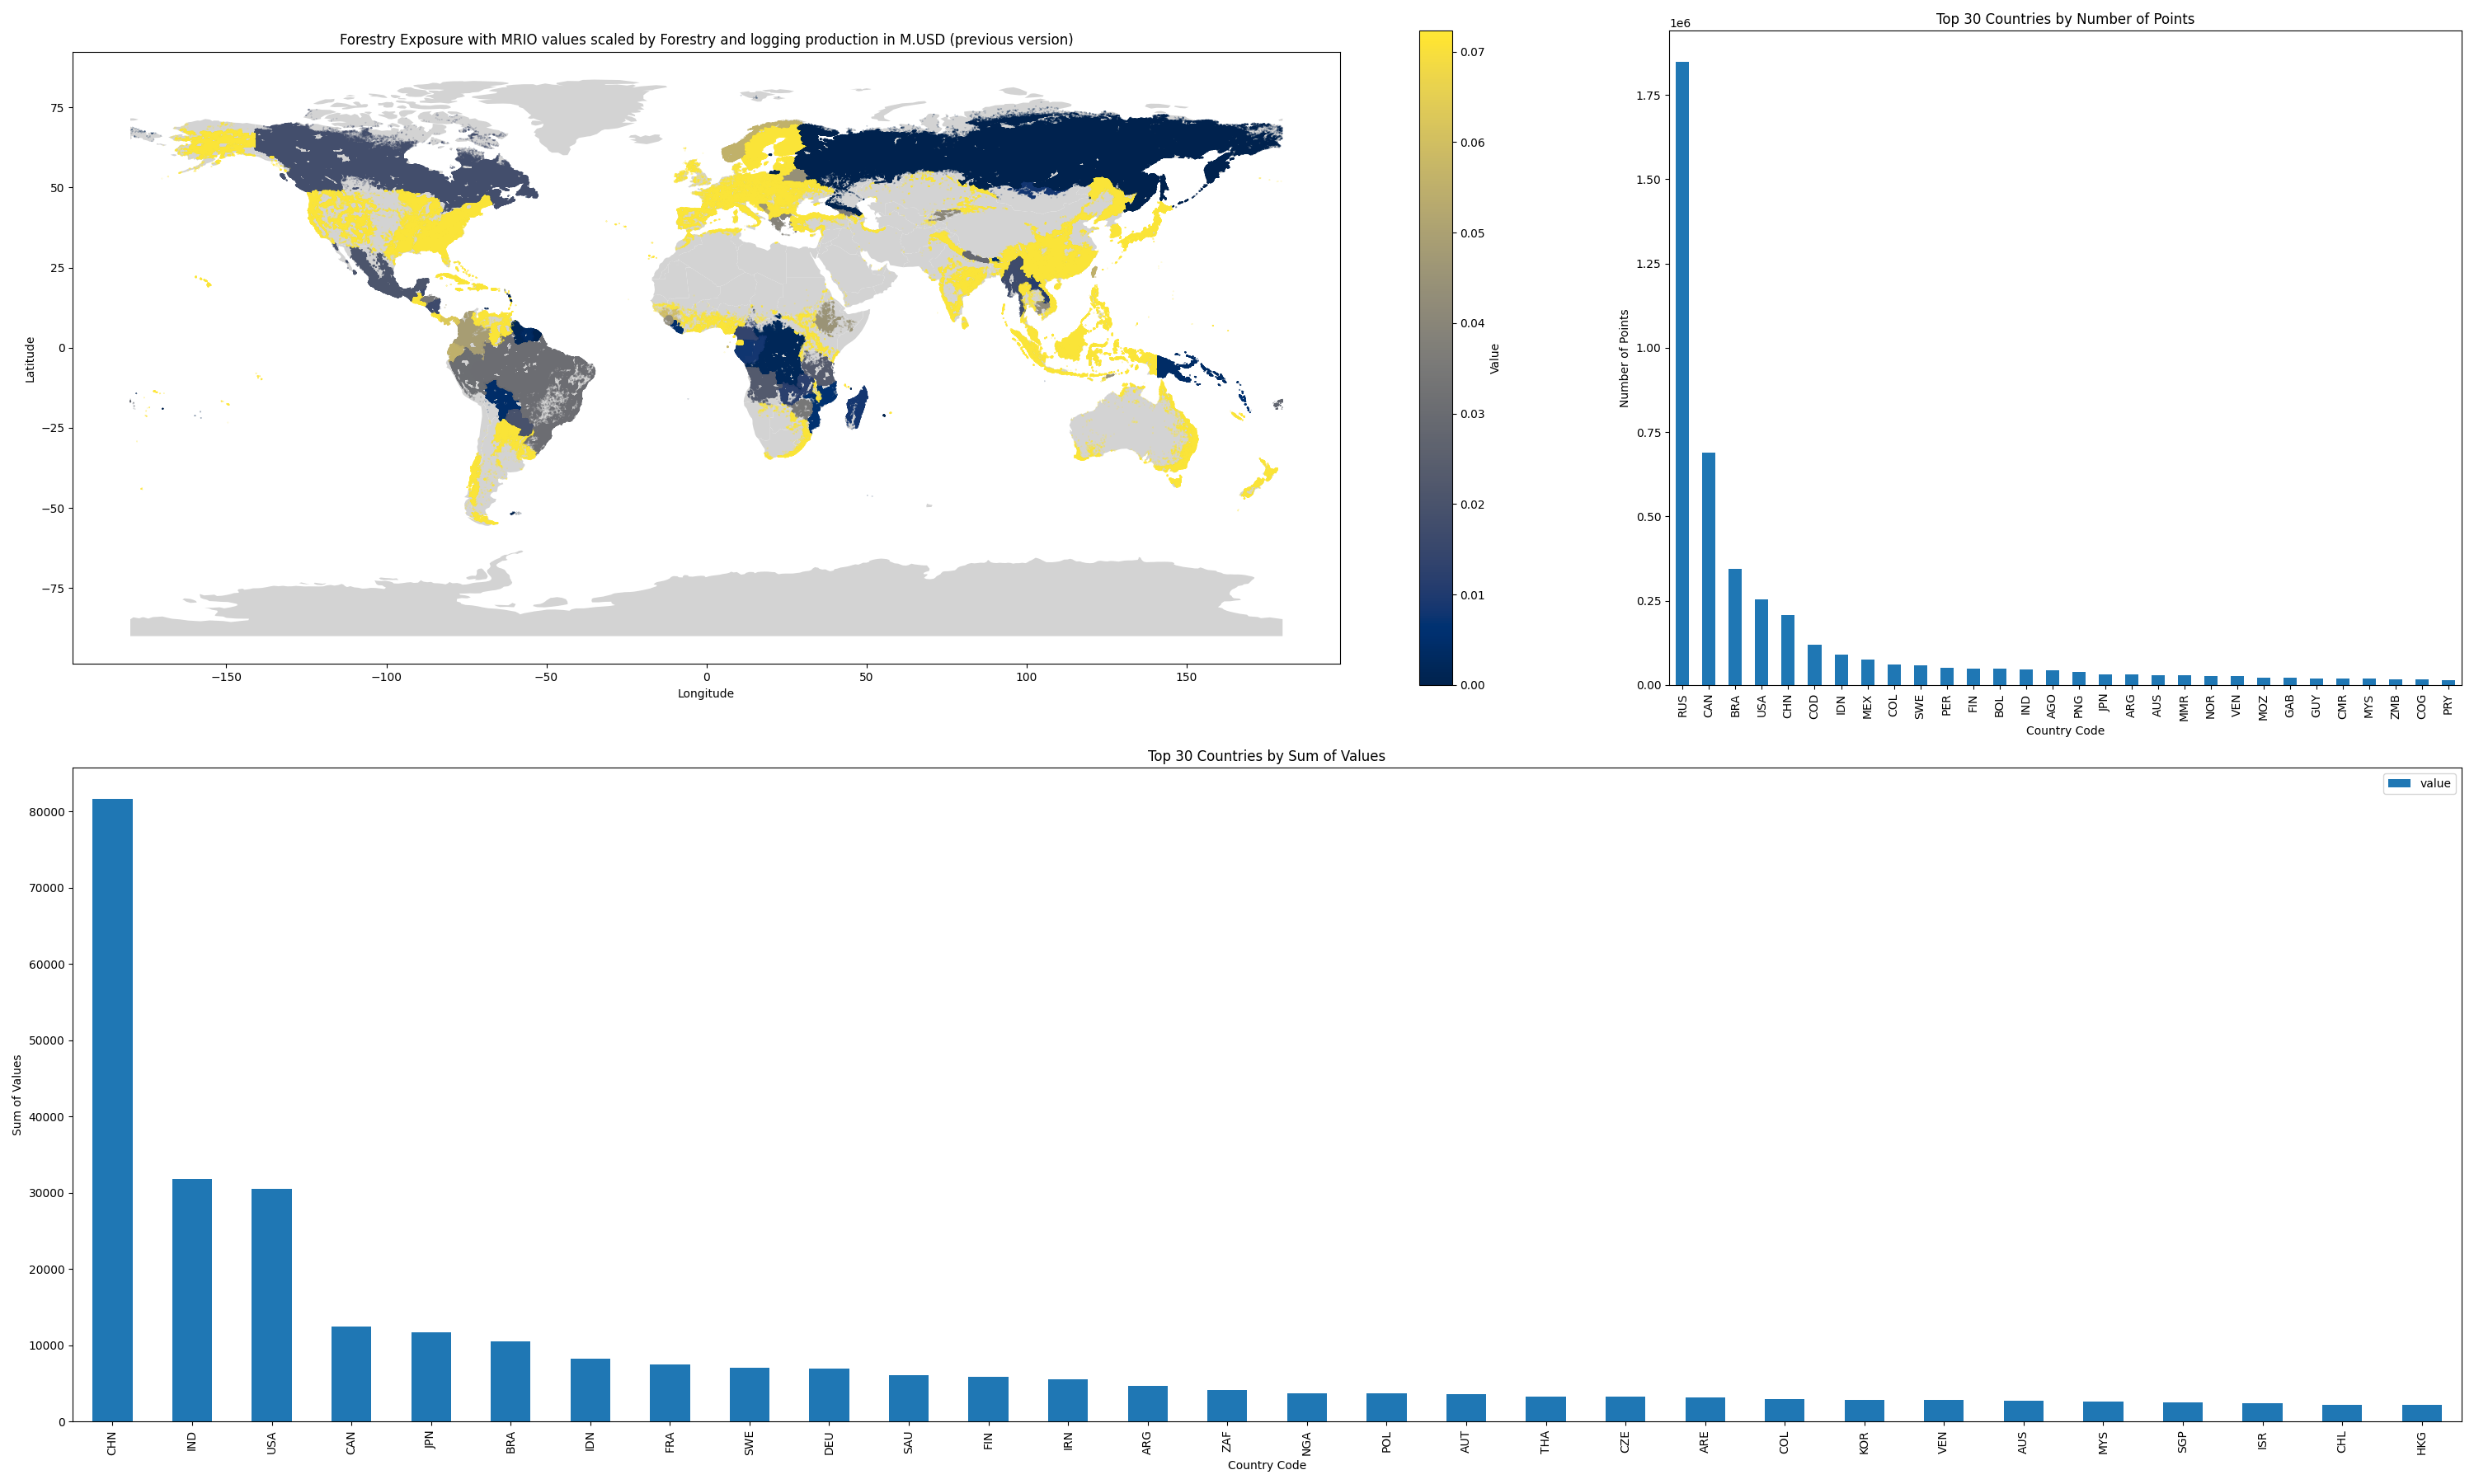 Forestry Exposure with MRIO values scaled by Forestry and logging production in M.USD (previous version)
75
50
25
0
−25
−50
−75
Latitude
−150
−100
−50
0
50
100
150
Longitude
0.07
0.06
0.05
0.04
0.03
0.02
0.01
0.00
Value
Top 30 Countries by Number of Points
1e6
1.75
1.50
1.25
1.00
0.75
0.50
0.25
0.00
Number of Points
RUS
CAN
BRA
USA
CHN
COD
IDN
MEX
COL
SWE
PER
FIN
BOL
IND
AGO
PNG
JPN
ARG
AUS
MMR
NOR
VEN
MOZ
GAB
GUY
CMR
MYS
ZMB
COG
PRY
Country Code
Top 30 Countries by Sum of Values
value
80000
70000
60000
50000
40000
30000
20000
10000
0
Sum of Values
CHN
IND
USA
CAN
JPN
BRA
IDN
FRA
SWE
DEU
SAU
FIN
IRN
ARG
ZAF
NGA
POL
AUT
THA
CZE
ARE
COL
KOR
VEN
AUS
MYS
SGP
ISR
CHL
HKG
Country Code